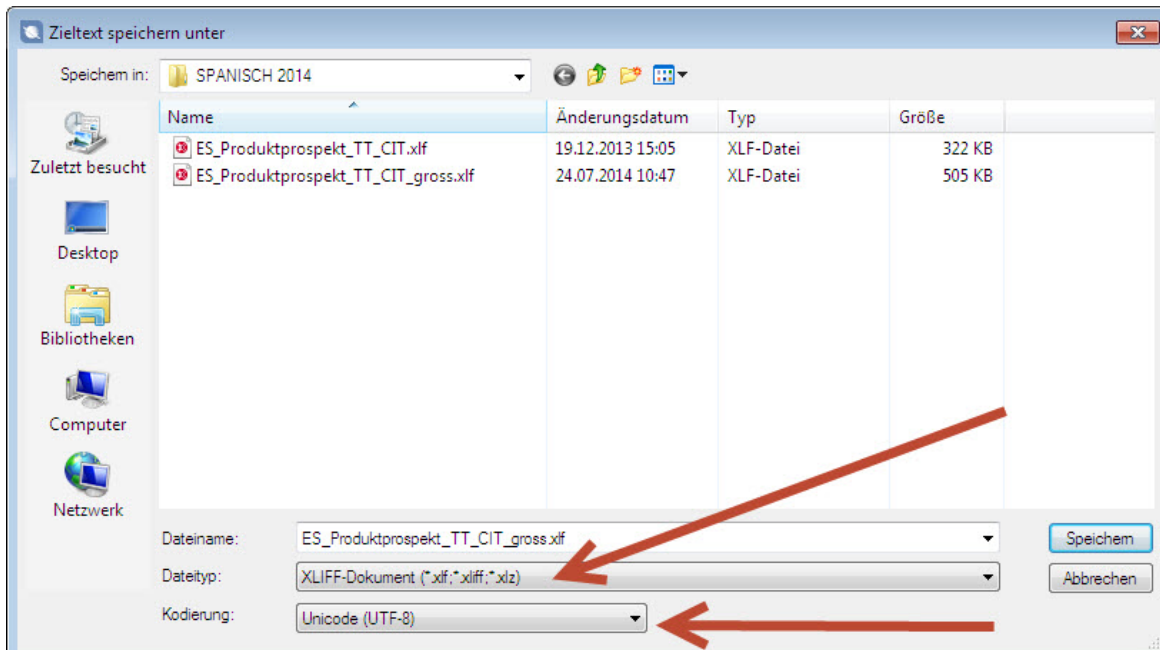 Zieltext speichern unter
Speichern in: SPANISCH 2014
Name Änderungsdatum Typ Größe
ES_Produktprospekt_TT_CIT.xlf 19.12.2013 15:05 XLF-Datei 322 KB
ES_Produktprospekt_TT_CIT_gross.xlf 24.07.2014 10:47 XLF-Datei 505 KB
Zuletzt besucht
Desktop
Bibliotheken
Computer
Netzwerk
Dateiname: ES_Produktprospekt_TT_CIT_gross.xlf Speichern
Dateityp: XLIFF-Dokument (*.xlf;*.xliff;*.xlz) Abbrechen
Kodierung: Unicode (UTF-8)